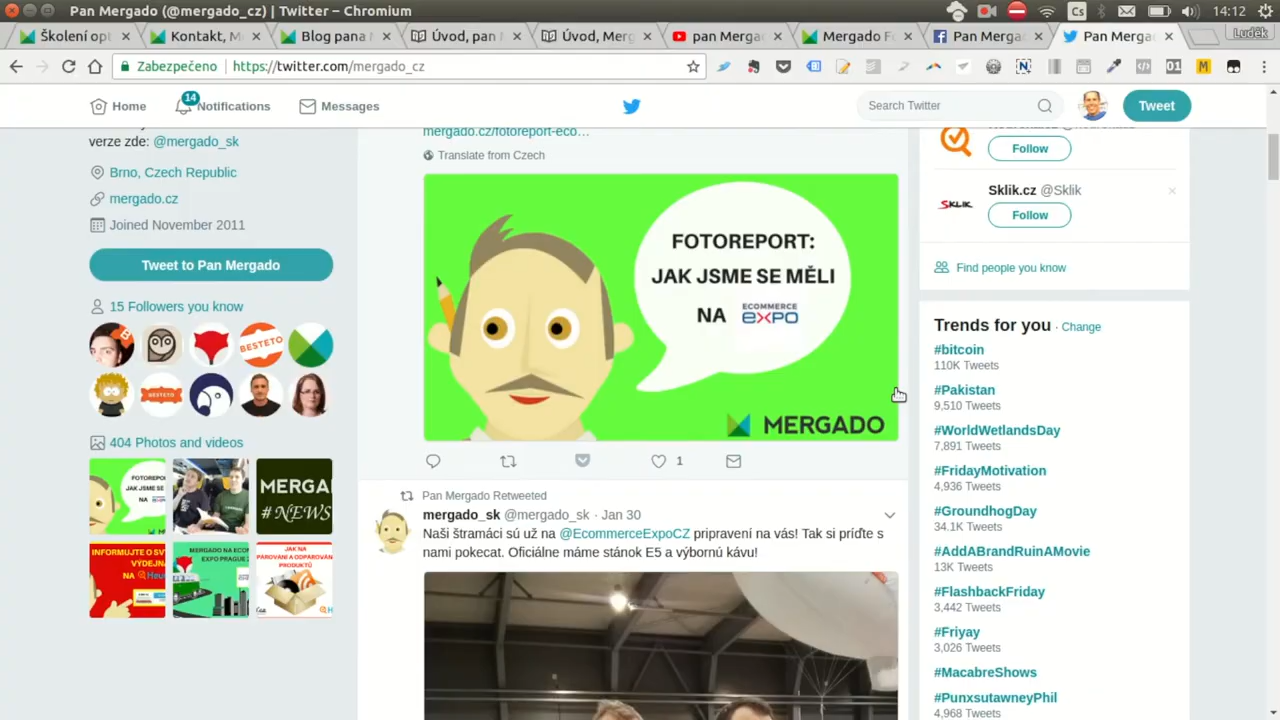 Pan Mergado (@mergado_cz) | Twitter – Chromium
Cs
14:12
Školení opt
Kontakt, M
Blog pana
Úvod, pan
Úvod, Merg
pan Merga
Mergado Fo
Pan Merga
Pan Merga
Luděk
Zabezpečeno
https://twitter.com/mergado_cz
Home
14
Notifications
Messages
Search Twitter
Tweet
verze zde: @mergado_sk
Brno, Czech Republic
mergado.cz
Joined November 2011
Tweet to Pan Mergado
15 Followers you know
BESTETO
BESTETO
404 Photos and videos
MERGA
#NEWS
mergado.cz/fotoreport-eco…
Translate from Czech
FOTOREPORT:
JAK JSME SE MĚLI
NA ECOMMERCE EXPO
MERGADO
1
Pan Mergado Retweeted
mergado_sk @mergado_sk · Jan 30
Naši štramáci sú už na @EcommerceExpoCZ pripravení na vás! Tak si príďte s
nami pokecat. Oficiálne máme stánok E5 a výbornú kávu!
Follow
SKLIK
Sklik.cz @Sklik
Follow
Find people you know
Trends for you · Change
#bitcoin
110K Tweets
#Pakistan
9,510 Tweets
#WorldWetlandsDay
7,891 Tweets
#FridayMotivation
4,936 Tweets
#GroundhogDay
34.1K Tweets
#AddABrandRuinAMovie
13K Tweets
#FlashbackFriday
3,442 Tweets
#Friyay
3,026 Tweets
#MacabreShows
#PunxsutawneyPhil
4,968 Tweets